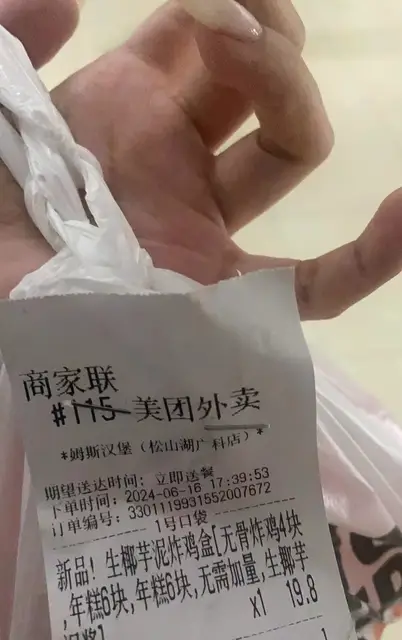 商家联
#115 美团外卖
*姆斯汉堡(松山湖广科店)*
期望送达时间: 立即送餐
下单时间: 2024-06-16 17:39:53
订单编号: 3301119931552007672
1号口袋
新品!生椰芋泥炸鸡盒[无骨炸鸡4块
,年糕6块,年糕6块,无需加量,生椰芋
x1 19.8